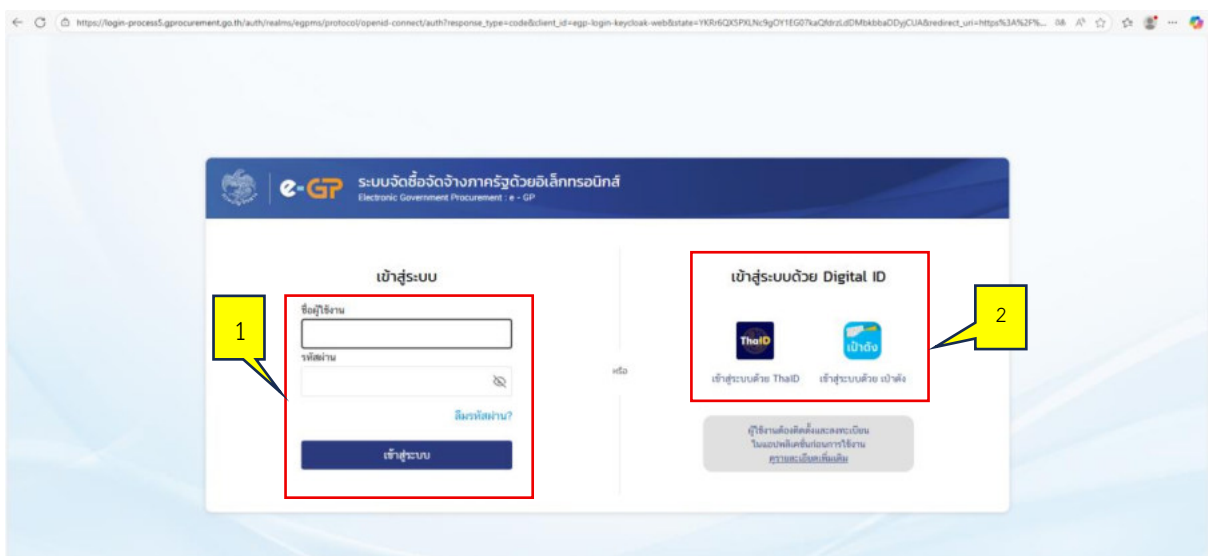 e-GP
ระบบจัดซื้อจัดจ้างภาครัฐด้วยอิเล็กทรอนิกส์
Electronic Government Procurement : e - GP
เข้าสู่ระบบ
1
ชื่อผู้ใช้งาน
รหัสผ่าน
ลืมรหัสผ่าน?
เข้าสู่ระบบ
หรือ
เข้าสู่ระบบด้วย Digital ID
2
ThaID
เป๋าตัง
เข้าสู่ระบบด้วย ThaID
เข้าสู่ระบบด้วย เป๋าตัง
ผู้ใช้งานต้องติดตั้งและลงทะเบียน
ในแอปพลิเคชันก่อนการใช้งาน
ดูรายละเอียดเพิ่มเติม